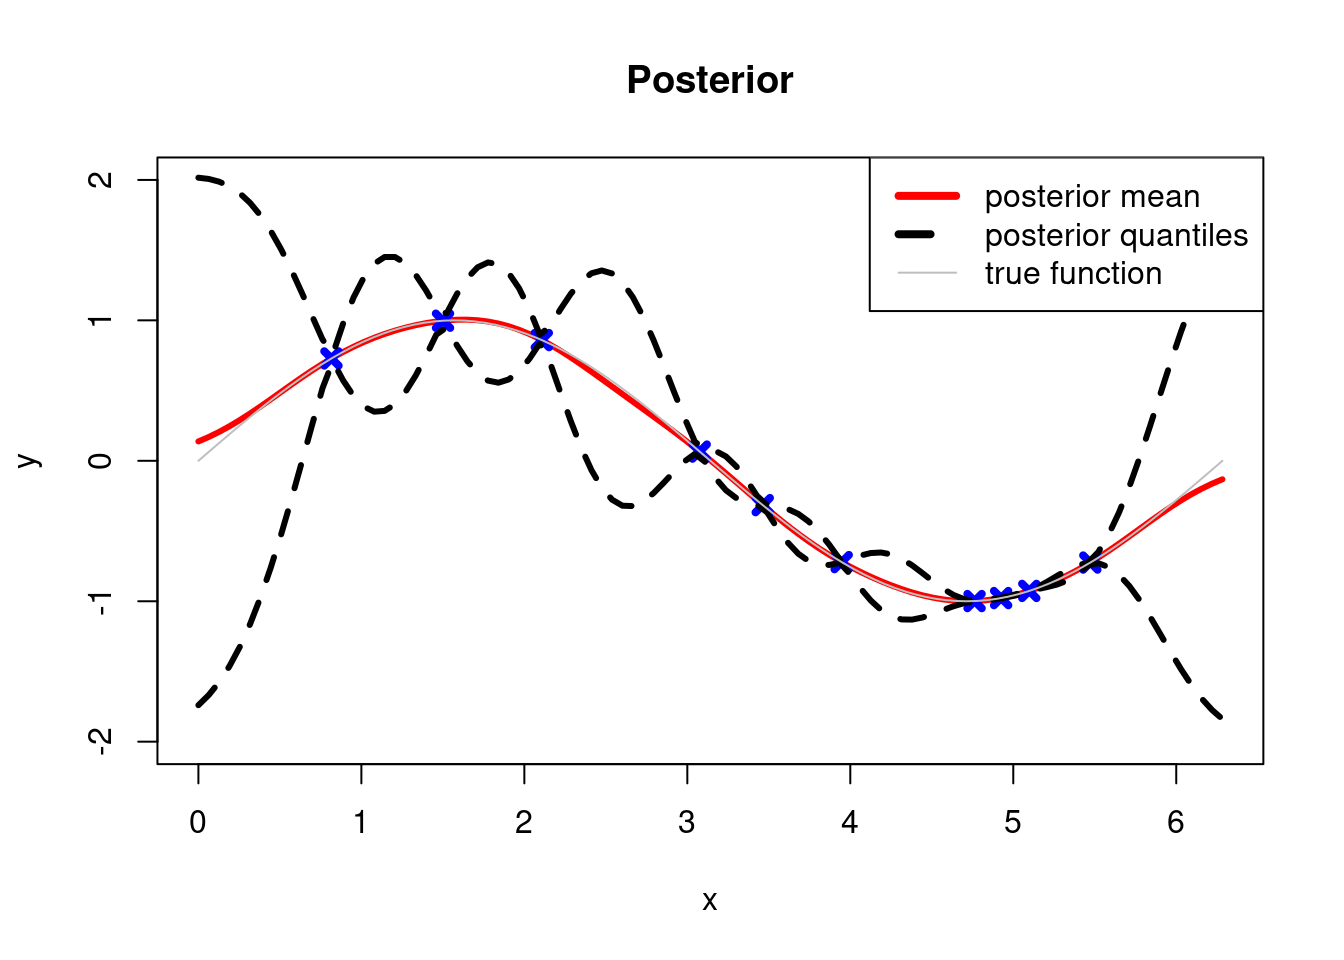 Posterior
posterior mean
posterior quantiles
true function
2
1
0
-1
-2
y
0 1 2 3 4 5 6
x